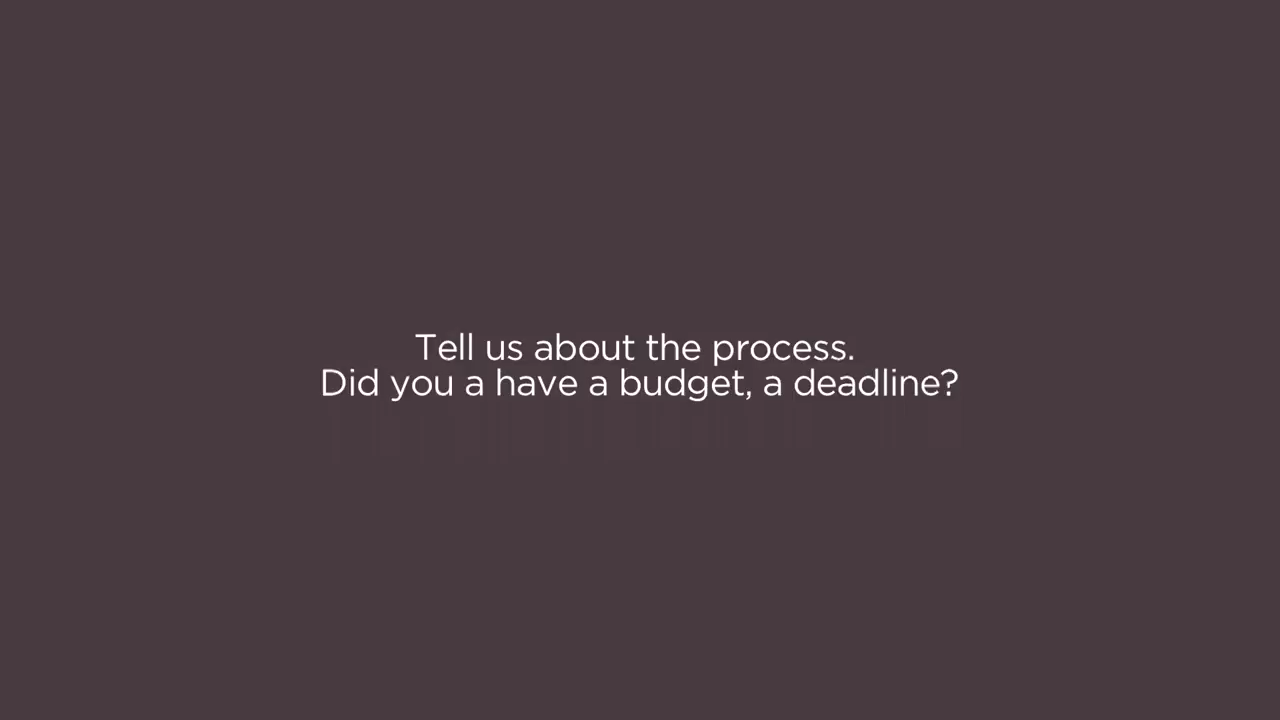 Tell us about the process.
Did you a have a budget, a deadline?